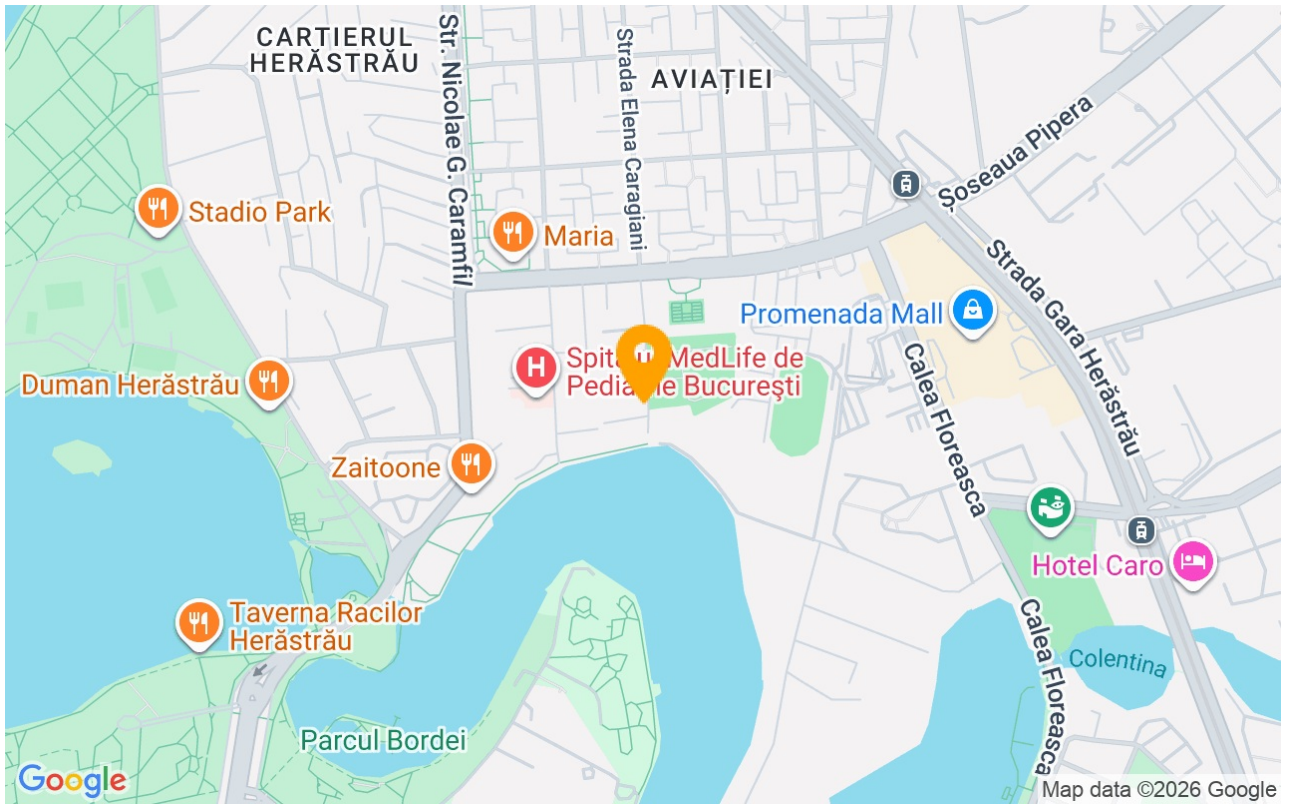 CARTIERUL
HERĂSTRĂU
Str. Nicolae G. Caramfil
Strada Elena Caragiani
AVIAȚIEI
Șoseaua Pipera
Stadio Park
Maria
Strada Gara Herăstrău
Promenada Mall
H
MedLife de
București
Duman Herăstrău
Calea Floreasca
Zaitoone
Hotel Caro
Taverna Racilor
Herăstrău
Calea Floreasca
Colentina
Parcul Bordei
Google
Map data ©2026 Google